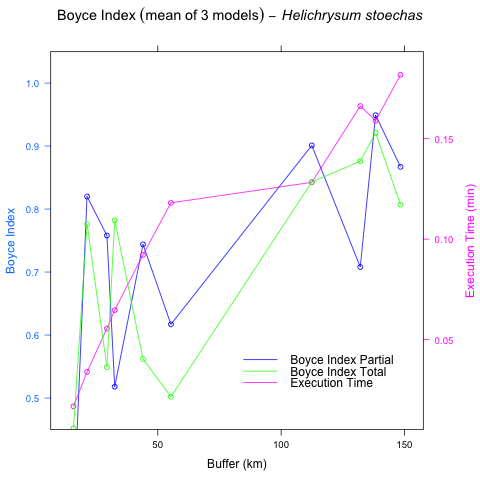 Boyce Index (mean of 3 models) – Helichrysum stoechas
1.0
0.9
0.8
0.7
0.6
0.5
Boyce Index
0.15
0.10
0.05
Execution Time (min)
Boyce Index Partial
Boyce Index Total
Execution Time
50
100
150
Buffer (km)